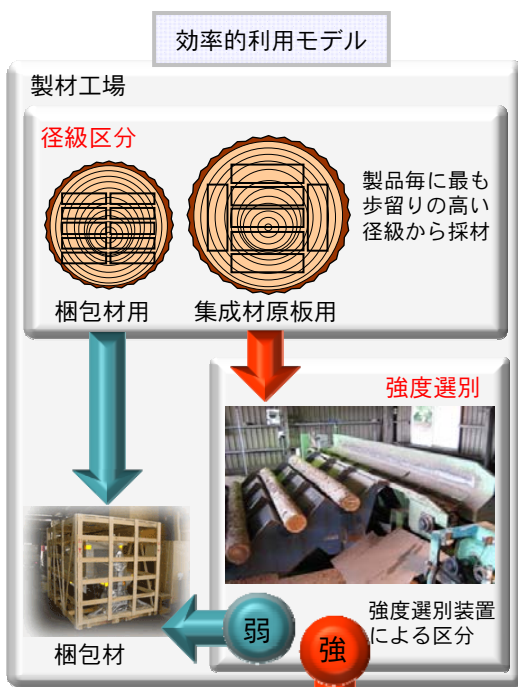 効率的利用モデル
製材工場
径級区分
製品毎に最も
歩留りの高い
径級から採材
梱包材用
集成材原板用
強度選別
強度選別装置
による区分
弱
強
梱包材